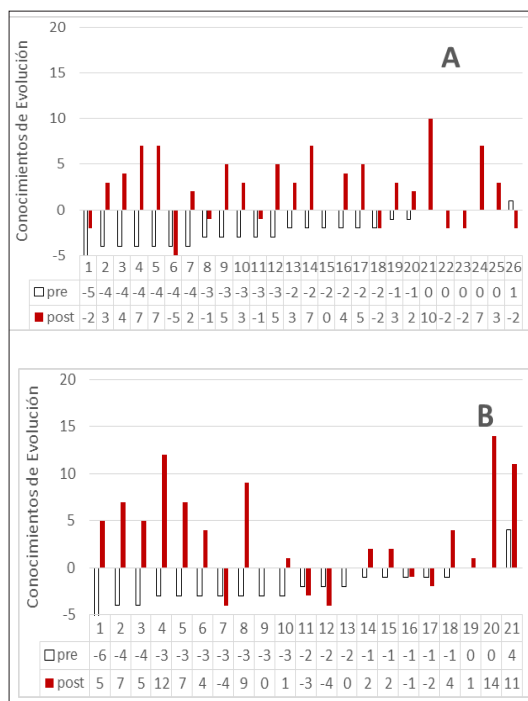 20
A
15
10
5
0
-5
Conocimientos de Evolución
1 2 3 4 5 6 7 8 9 10 11 12 13 14 15 16 17 18 19 20 21 22 23 24 25 26
pre -5 -4 -4 -4 -4 -4 -4 -3 -3 -3 -3 -3 -2 -2 -2 -2 -2 -2 -1 -1 0 0 0 0 0 1
post -2 3 4 7 7 -5 2 -1 5 3 -1 5 3 7 0 4 5 -2 3 2 10 -2 -2 7 3 -2
20
B
15
10
5
0
-5
Conocimientos de Evolución
1 2 3 4 5 6 7 8 9 10 11 12 13 14 15 16 17 18 19 20 21
pre -6 -4 -4 -3 -3 -3 -3 -3 -3 -3 -2 -2 -2 -1 -1 -1 -1 -1 0 0 4
post 5 7 5 12 7 4 -4 9 0 1 -3 -4 0 2 2 -1 -2 4 1 14 11